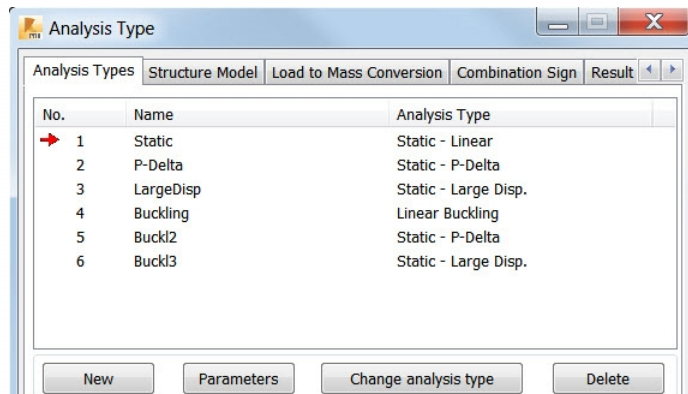 Analysis Type
Analysis Types Structure Model Load to Mass Conversion Combination Sign Result
No. Name Analysis Type
1 Static Static - Linear
2 P-Delta Static - P-Delta
3 LargeDisp Static - Large Disp.
4 Buckling Linear Buckling
5 Buckl2 Static - P-Delta
6 Buckl3 Static - Large Disp.
New Parameters Change analysis type Delete